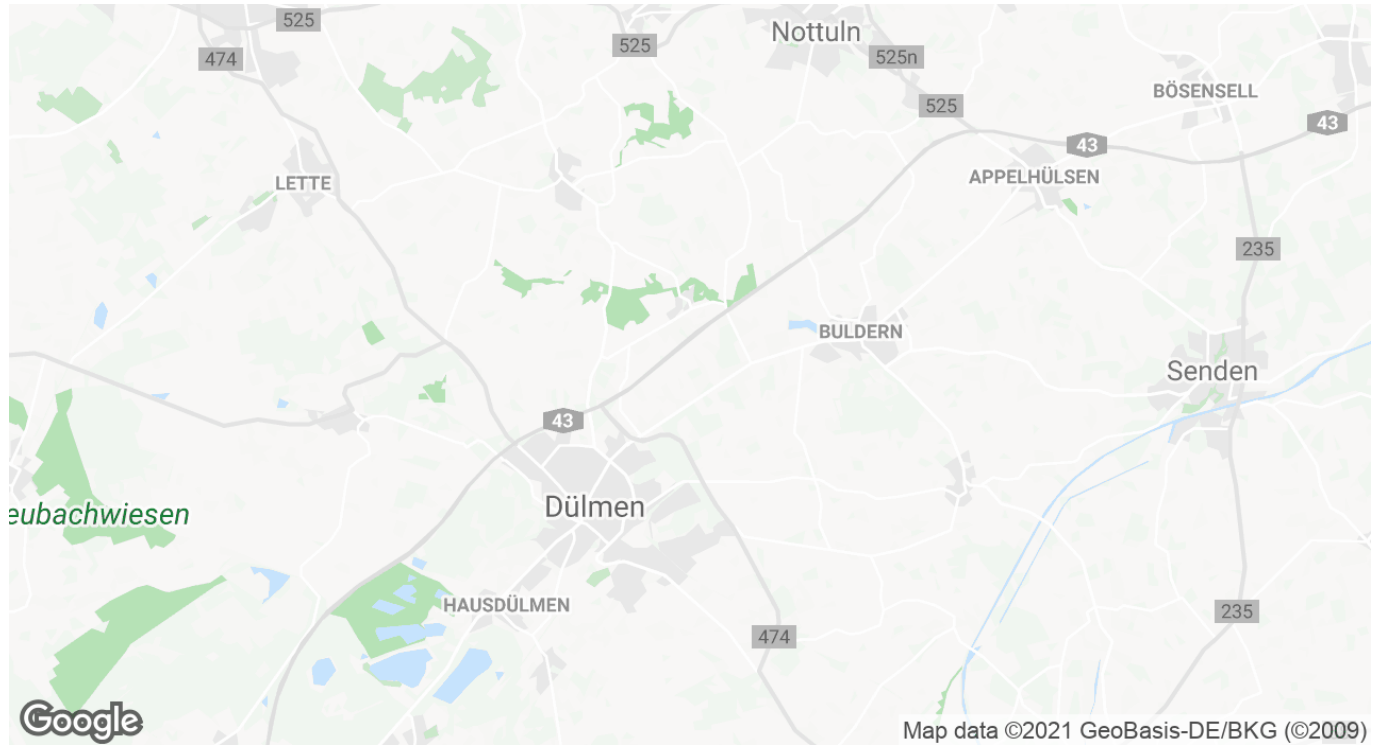 525
Nottuln
525
474
525n
BÖSENSELL
525
43
43
APPELHÜLSEN
LETTE
235
BULDERN
Senden
43
Dülmen
eubachwiesen
HAUSDÜLMEN
235
474
Google
Map data ©2021 GeoBasis-DE/BKG (©2009)